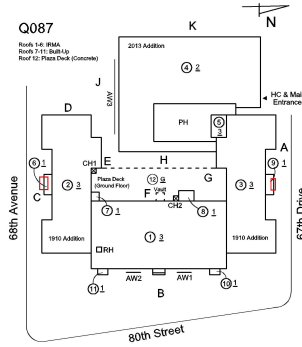 Q087
Roofs 1-6: IRMA
Roofs 7-11: Built-Up
Roof 12: Plaza Deck (Concrete)
N
K
2013 Addition
4 2
J
AW3
HC & Main
Entrance
PH
5
3
D
A
CH1
E
H
G
12 G
Plaza Deck
(Ground Floor)
Vault
F
CH2
6 1
C
2 3
3 3
9 1
7 1
8 1
1910 Addition
1910 Addition
RH
1 3
11 1
AW2
AW1
10 1
B
68th Avenue
67th Drive
80th Street